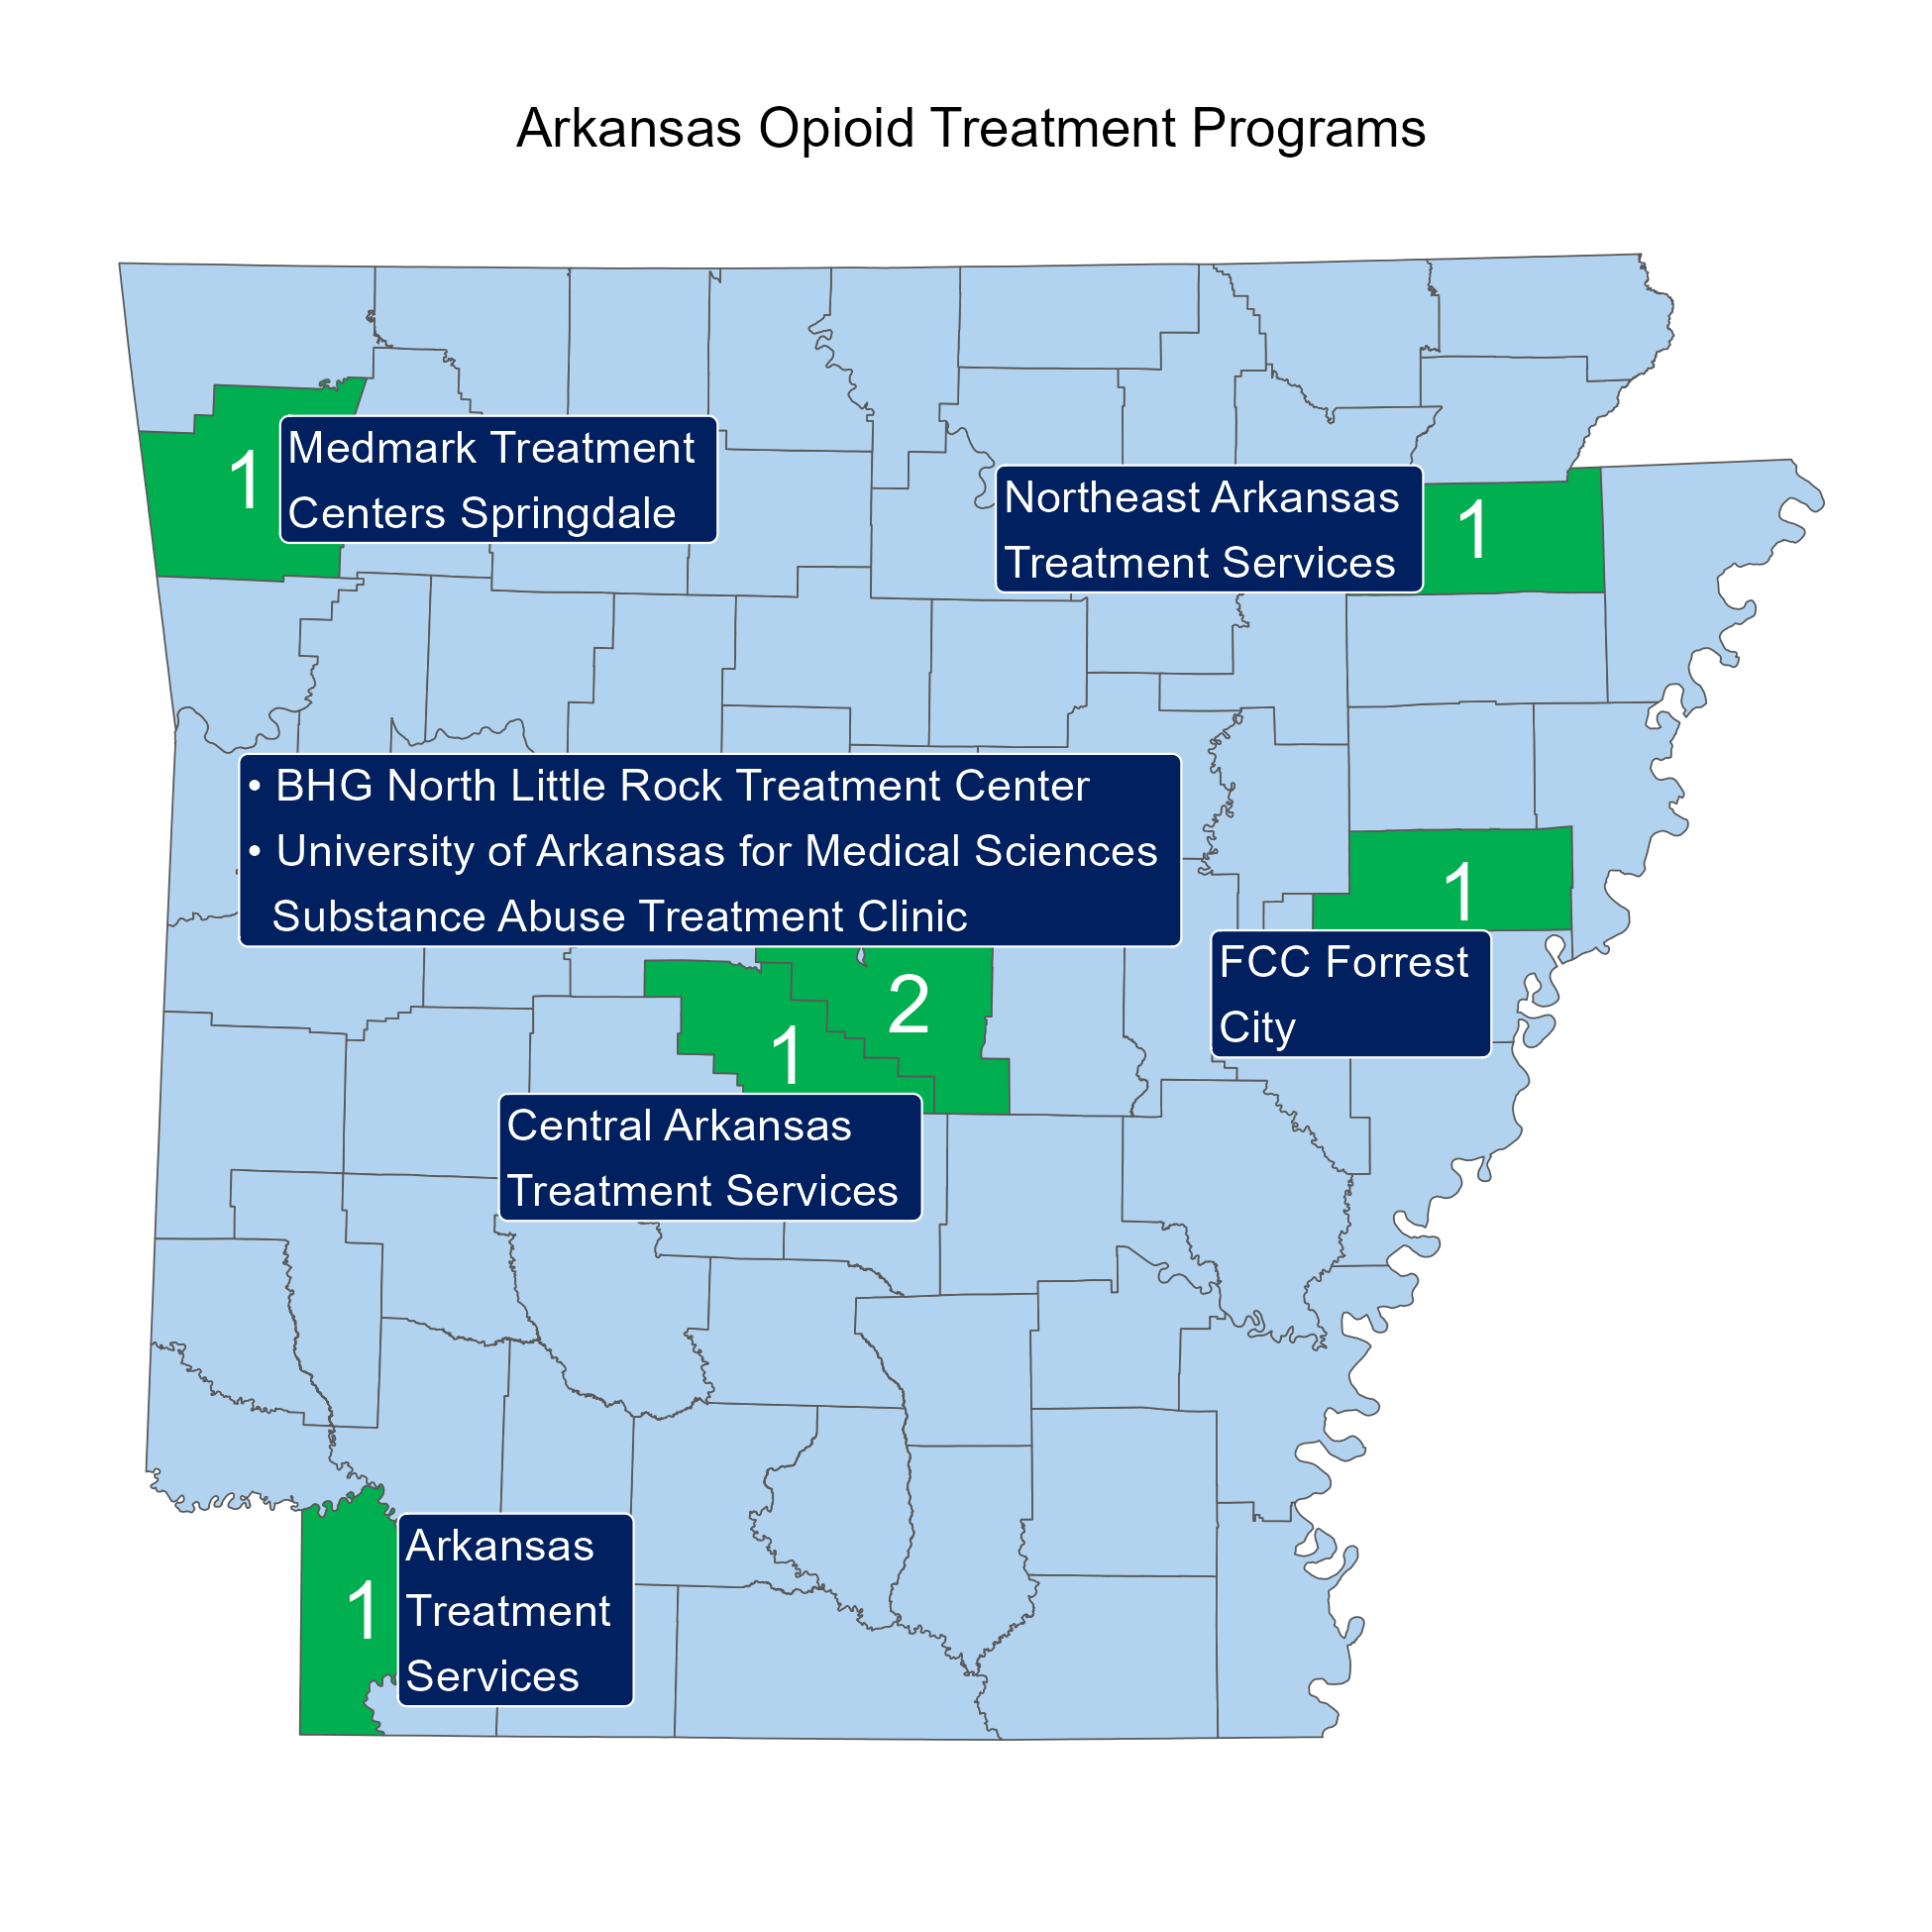 Arkansas Opioid Treatment Programs
1
Medmark Treatment
Centers Springdale
Northeast Arkansas
Treatment Services
1
• BHG North Little Rock Treatment Center
• University of Arkansas for Medical Sciences
Substance Abuse Treatment Clinic
1
FCC Forrest
City
2
1
Central Arkansas
Treatment Services
1
Arkansas
Treatment
Services